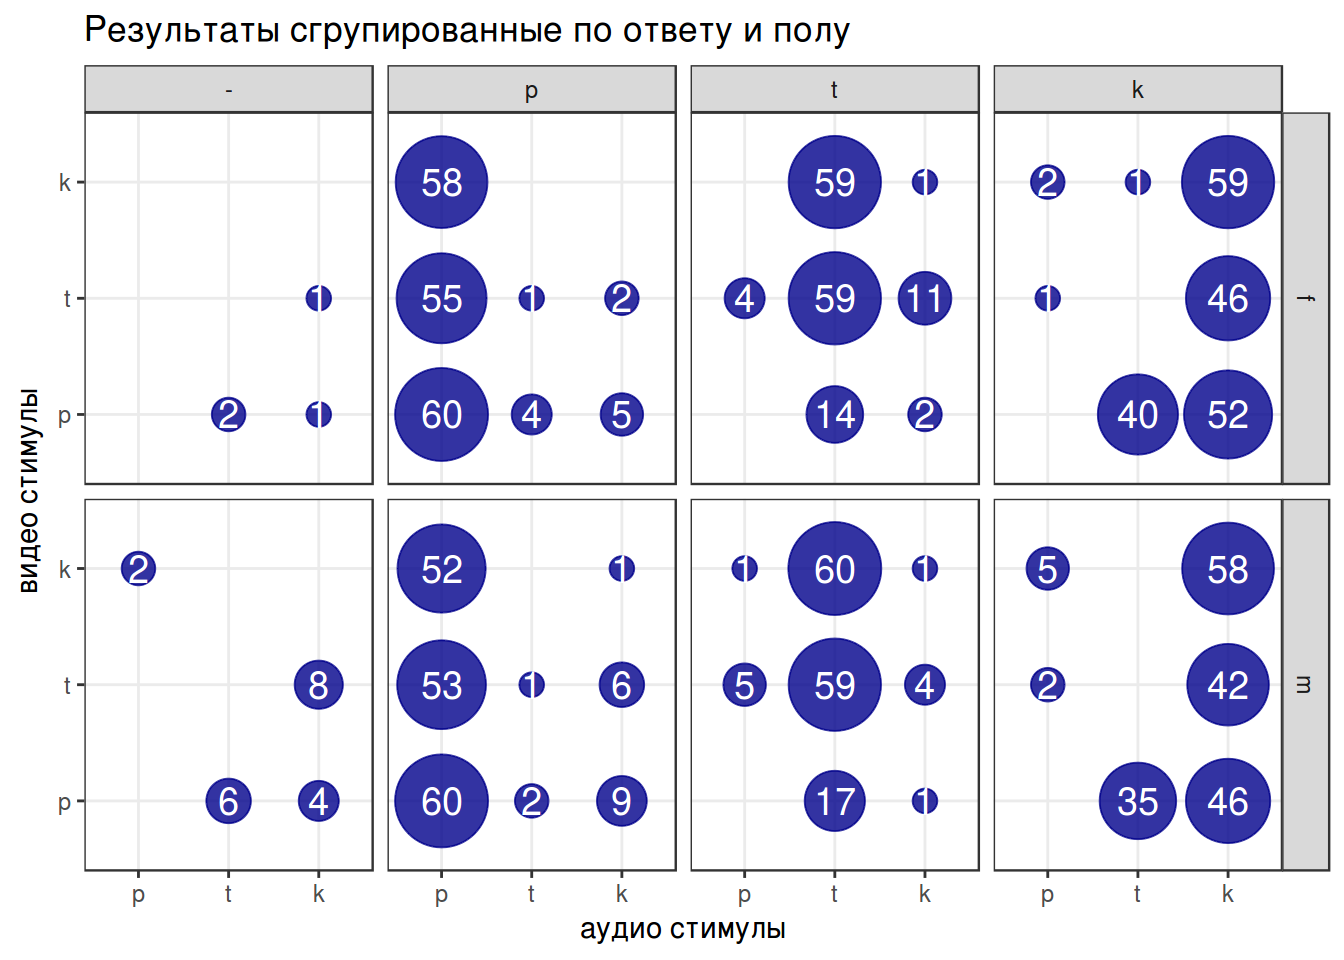 Результаты сгрупированные по ответу и полу
- p t k
k 58 59 1 2 1 59
t 1 55 1 2 4 59 11 1 46 f
p 2 1 60 4 5 14 2 40 52
видео стимулы
k 2 52 1 1 60 1 5 58
t 8 53 1 6 5 59 4 2 42 m
p 6 4 60 2 9 17 1 35 46
p t k p t k p t k p t k
аудио стимулы